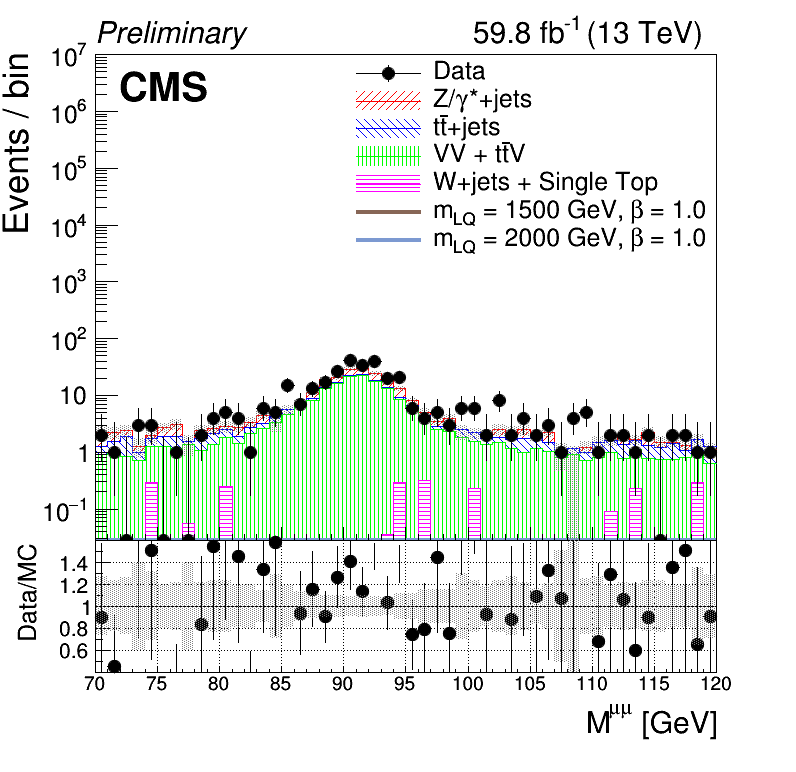 Preliminary 59.8 fb⁻¹ (13 TeV)
CMS
Events / bin
10⁷
10⁶
10⁵
10⁴
10³
10²
10
1
10⁻¹
Data
Z/γ*+jets
tt̄+jets
VV + tt̄V
W+jets + Single Top
m_LQ = 1500 GeV, β = 1.0
m_LQ = 2000 GeV, β = 1.0
Data/MC
1.4
1.2
1
0.8
0.6
70 75 80 85 90 95 100 105 110 115 120
M^μμ [GeV]